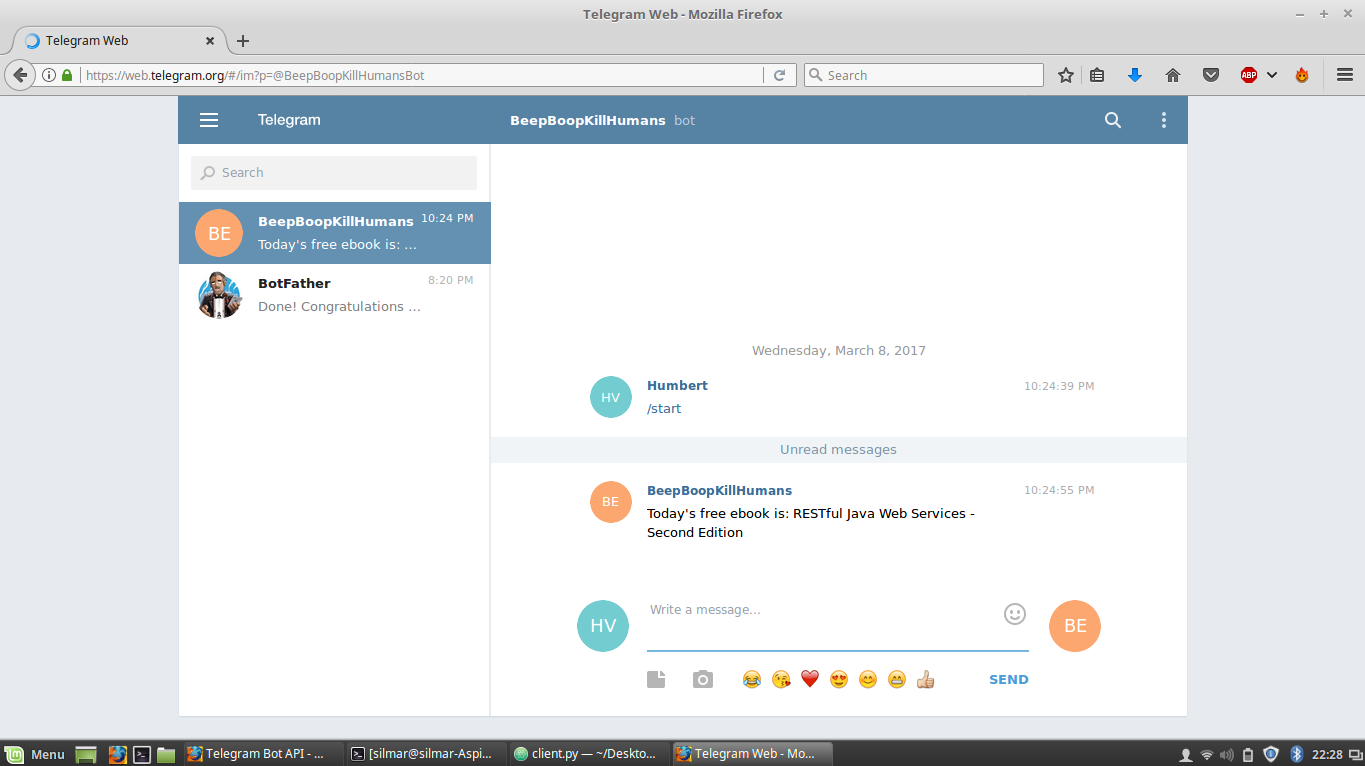 Telegram Web - Mozilla Firefox
Telegram Web
https://web.telegram.org/#/im?p=@BeepBoopKillHumansBot
Search
ABP
Telegram
BeepBoopKillHumans bot
Search
BE
BeepBoopKillHumans
10:24 PM
Today's free ebook is: ...
BotFather
8:20 PM
Done! Congratulations ...
Wednesday, March 8, 2017
HV
Humbert
10:24:39 PM
/start
Unread messages
BE
BeepBoopKillHumans
10:24:55 PM
Today's free ebook is: RESTful Java Web Services -
Second Edition
HV
Write a message...
BE
SEND
Menu
Telegram Bot API - ...
[silmar@silmar-Aspi...
client.py — ~/Deskto...
Telegram Web - Mo...
22:28